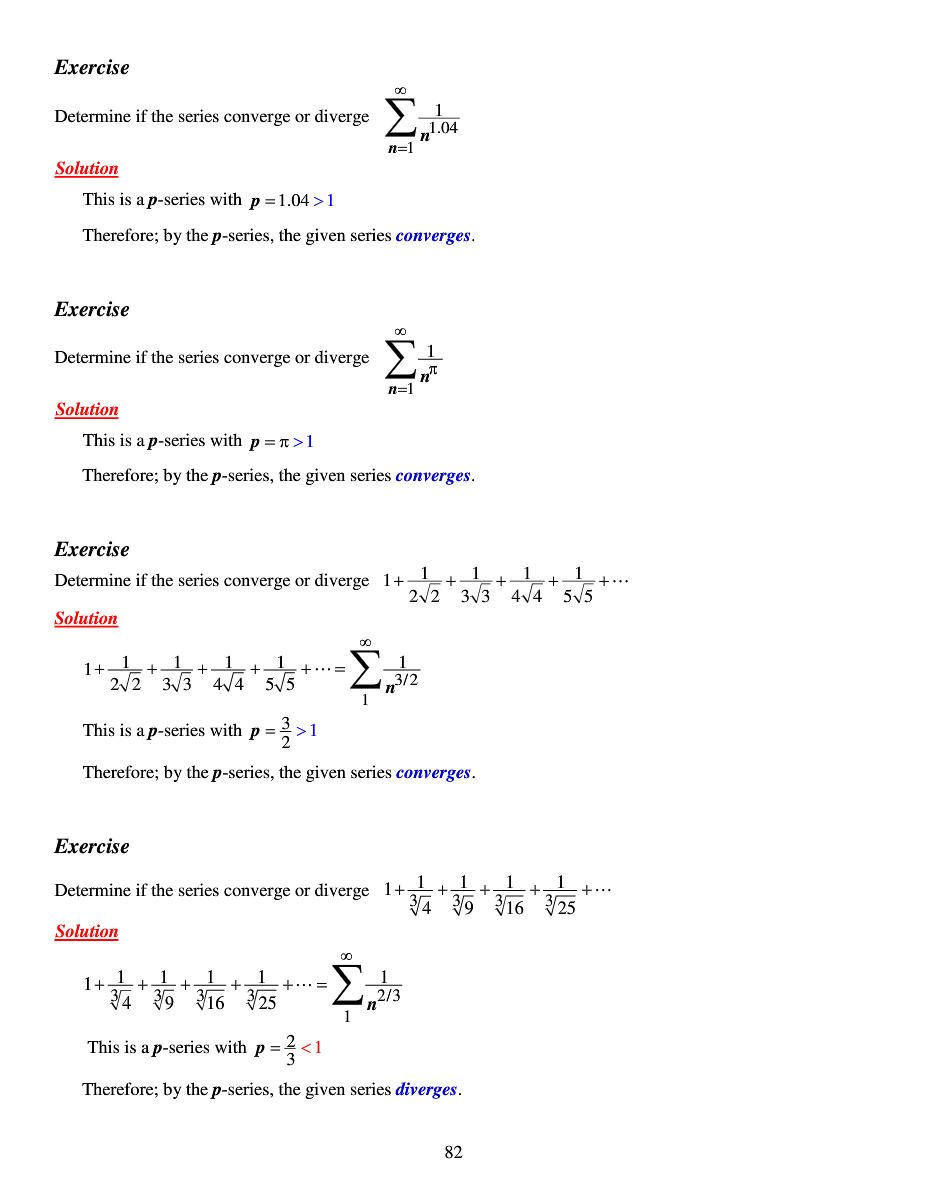 Exercise
Determine if the series converge or diverge $\sum_{n=1}^{\infty} \frac{1}{n^{1.04}}$
Solution
This is a p-series with $p = 1.04 > 1$
Therefore; by the p-series, the given series converges.
Exercise
Determine if the series converge or diverge $\sum_{n=1}^{\infty} \frac{1}{n^{\pi}}$
Solution
This is a p-series with $p = \pi > 1$
Therefore; by the p-series, the given series converges.
Exercise
Determine if the series converge or diverge $1 + \frac{1}{2\sqrt{2}} + \frac{1}{3\sqrt{3}} + \frac{1}{4\sqrt{4}} + \frac{1}{5\sqrt{5}} + \cdots$
Solution
$1 + \frac{1}{2\sqrt{2}} + \frac{1}{3\sqrt{3}} + \frac{1}{4\sqrt{4}} + \frac{1}{5\sqrt{5}} + \cdots = \sum_{1}^{\infty} \frac{1}{n^{3/2}}$
This is a p-series with $p = \frac{3}{2} > 1$
Therefore; by the p-series, the given series converges.
Exercise
Determine if the series converge or diverge $1 + \frac{1}{\sqrt[3]{4}} + \frac{1}{\sqrt[3]{9}} + \frac{1}{\sqrt[3]{16}} + \frac{1}{\sqrt[3]{25}} + \cdots$
Solution
$1 + \frac{1}{\sqrt[3]{4}} + \frac{1}{\sqrt[3]{9}} + \frac{1}{\sqrt[3]{16}} + \frac{1}{\sqrt[3]{25}} + \cdots = \sum_{1}^{\infty} \frac{1}{n^{2/3}}$
This is a p-series with $p = \frac{2}{3} < 1$
Therefore; by the p-series, the given series diverges.
82